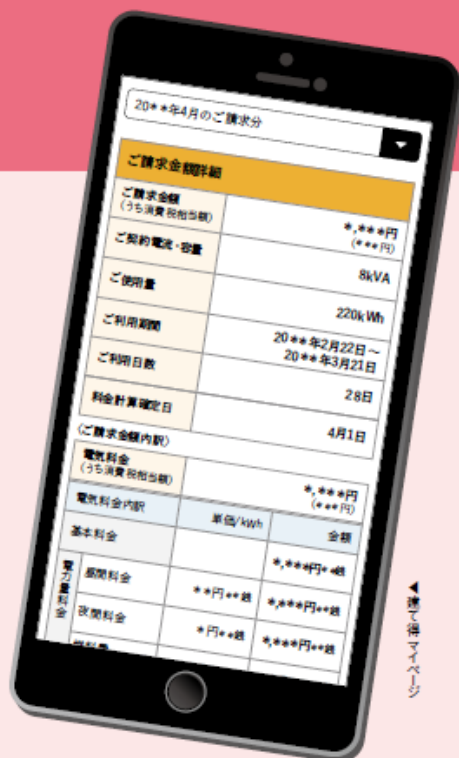 20**年4月のご請求分
ご請求金額詳細
ご請求金額
(うち消費税相当額)
*,***円
(***円)
ご契約電流・容量
8kVA
ご使用量
220kWh
ご利用期間
20**年2月22日～
20**年3月21日
ご利用日数
28日
料金計算確定日
4月1日
(ご請求金額内訳)
電気料金
(うち消費税相当額)
*,***円
(***円)
電気料金内訳
単価/kWh
金額
基本料金
*,***円**銭
電力量料金
昼間料金
**円**銭
*,***円**銭
夜間料金
*円**銭
*,***円**銭
◀建て得マイページ